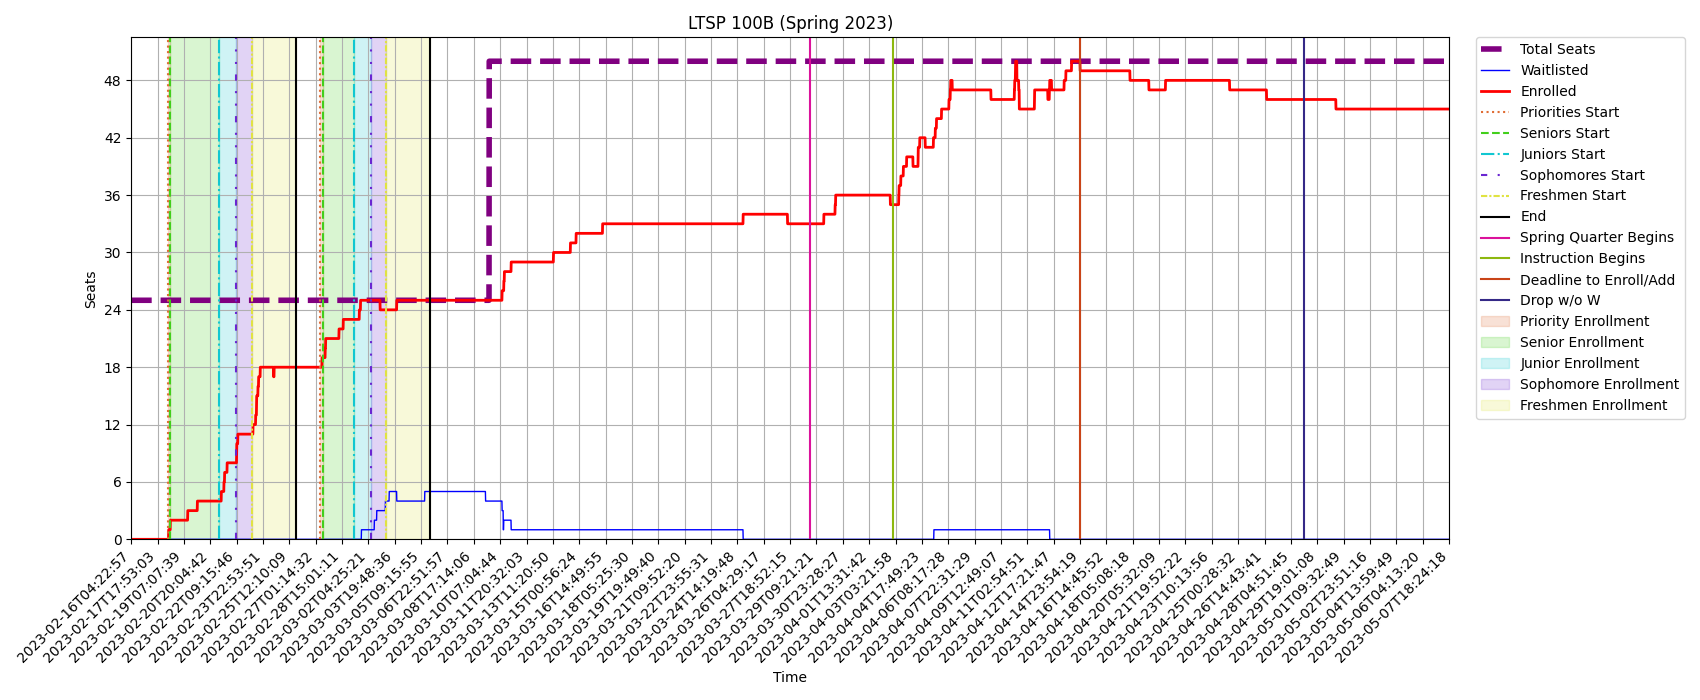 LTSP 100B (Spring 2023)
Seats
48
42
36
30
24
18
12
6
0
2023-02-16T04:22:57
2023-02-17T17:53:03
2023-02-19T07:07:39
2023-02-20T20:04:42
2023-02-22T09:15:46
2023-02-23T22:53:51
2023-02-25T12:10:09
2023-02-27T01:14:32
2023-02-28T15:01:11
2023-03-02T04:25:21
2023-03-03T19:48:36
2023-03-05T09:15:55
2023-03-06T22:51:57
2023-03-08T17:14:06
2023-03-10T07:04:44
2023-03-11T20:32:03
2023-03-13T11:20:50
2023-03-15T00:56:24
2023-03-16T14:49:55
2023-03-18T05:25:30
2023-03-19T19:49:40
2023-03-21T09:52:20
2023-03-22T23:55:31
2023-03-24T14:19:48
2023-03-26T04:29:17
2023-03-27T18:52:15
2023-03-29T09:21:21
2023-03-30T23:28:27
2023-04-01T13:31:42
2023-04-03T03:21:58
2023-04-04T17:49:23
2023-04-06T08:17:28
2023-04-07T22:31:29
2023-04-09T12:49:07
2023-04-11T02:54:51
2023-04-12T17:21:47
2023-04-14T23:54:19
2023-04-16T14:45:52
2023-04-18T05:08:18
2023-04-20T05:32:09
2023-04-21T19:52:22
2023-04-23T10:13:56
2023-04-25T00:28:32
2023-04-26T14:43:41
2023-04-28T04:51:45
2023-04-29T19:01:08
2023-05-01T09:32:49
2023-05-02T23:51:16
2023-05-04T13:59:49
2023-05-06T04:13:20
2023-05-07T18:24:18
Time
Total Seats
Waitlisted
Enrolled
Priorities Start
Seniors Start
Juniors Start
Sophomores Start
Freshmen Start
End
Spring Quarter Begins
Instruction Begins
Deadline to Enroll/Add
Drop w/o W
Priority Enrollment
Senior Enrollment
Junior Enrollment
Sophomore Enrollment
Freshmen Enrollment